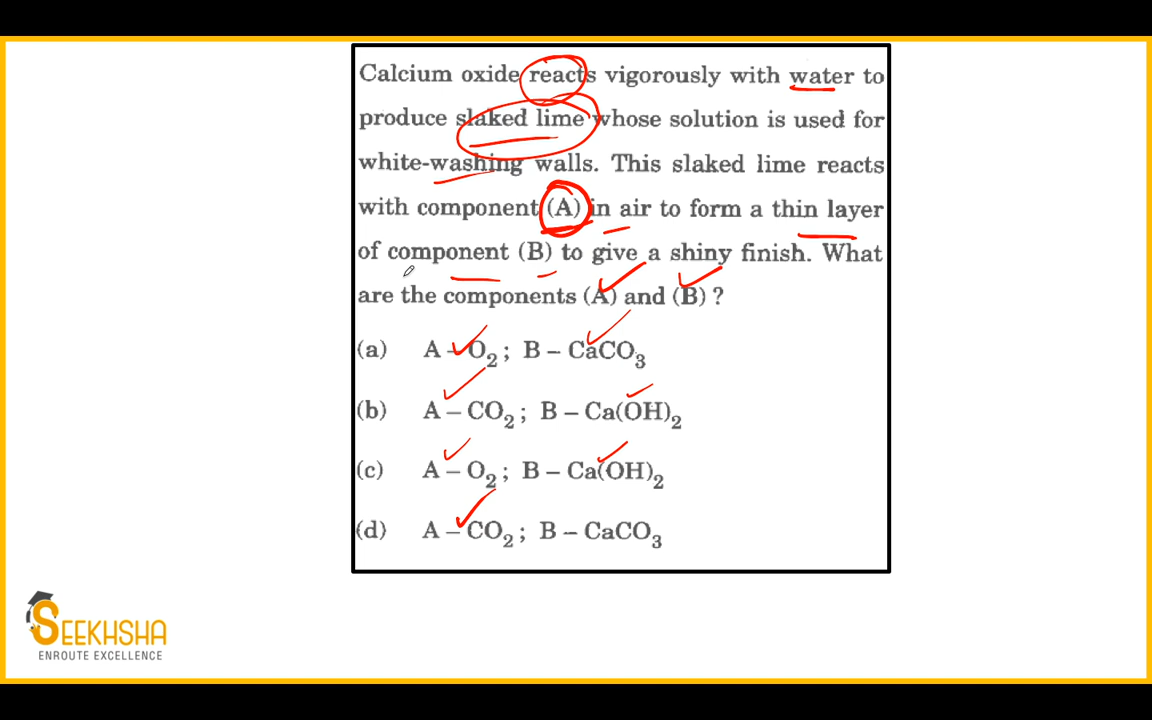 Calcium oxide reacts vigorously with water to
produce slaked lime whose solution is used for
white-washing walls. This slaked lime reacts
with component (A) in air to form a thin layer
of component (B) to give a shiny finish. What
are the components (A) and (B) ?
(a) A – O₂ ; B – CaCO₃
(b) A – CO₂ ; B – Ca(OH)₂
(c) A – O₂ ; B – Ca(OH)₂
(d) A – CO₂ ; B – CaCO₃
SEEKHSHA
ENROUTE EXCELLENCE